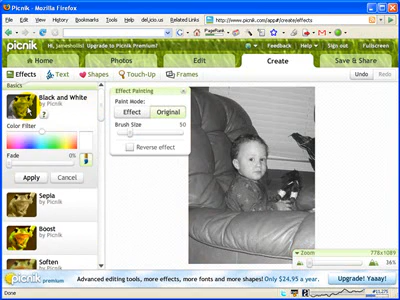 Picnik - Mozilla Firefox
File Edit View History Bookmarks Tools Help del.icio.us Related Links
http://www.picnik.com/app#/create/effects
PageRank
picnik
Hi, jameshollis! Upgrade to Picnik Premium! Feedback Help Sign out Fullscreen
Home Photos Edit Create Save & Share
Effects Text Shapes Touch-Up Frames Undo Redo
Basics
Black and White
by Picnik
?
Color Filter
Fade 0%
Apply Cancel
Sepia
by Picnik
Boost
by Picnik
Soften
by Picnik
Effect Painting
Paint Mode:
Effect Original
Brush Size 50
Reverse effect
Zoom 778x1089
36%
picnik premium Advanced editing tools, more effects, more fonts and more shapes! Only $24.95 a year. Upgrade! Yaaay!
Done